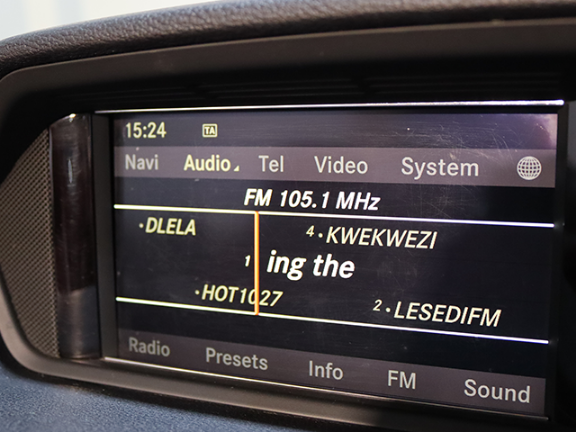 15:24 TA
Navi Audio Tel Video System
FM 105.1 MHz
•DLELA 4•KWEKWEZI
1 ing the
•HOT1027 2•LESEDIFM
Radio Presets Info FM Sound